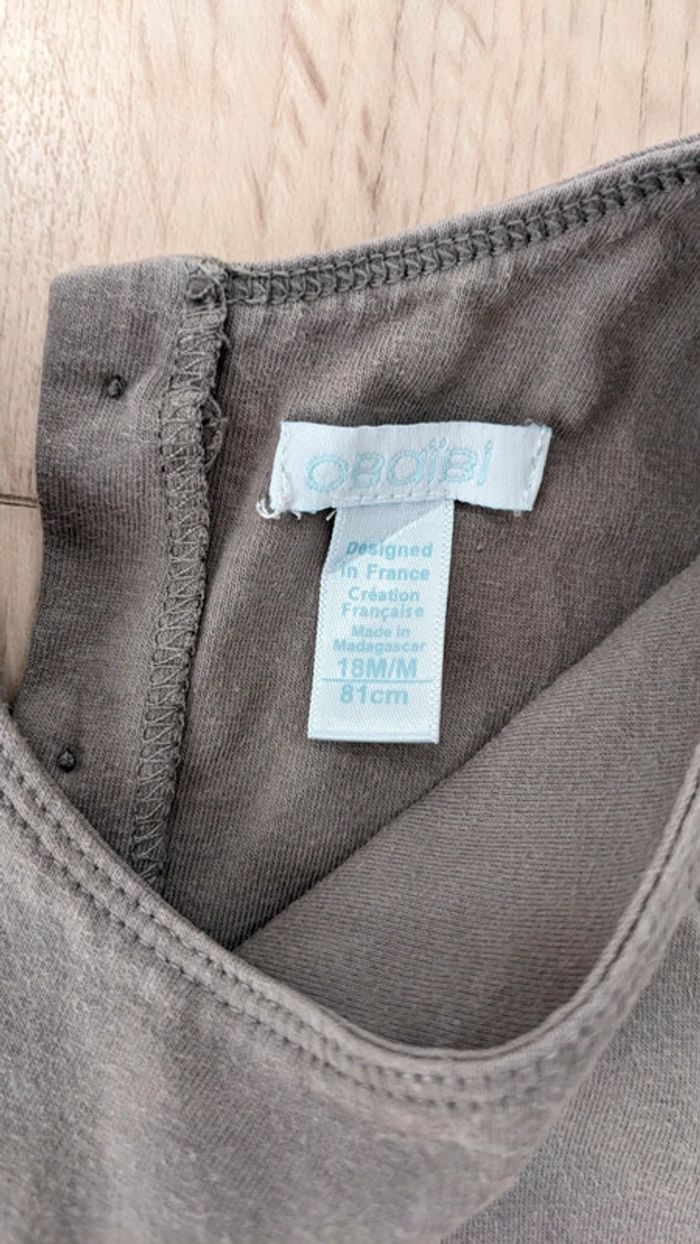 OBaïBi
Designed
in France
Création
Française
Made in
Madagascar
18M/M
81cm